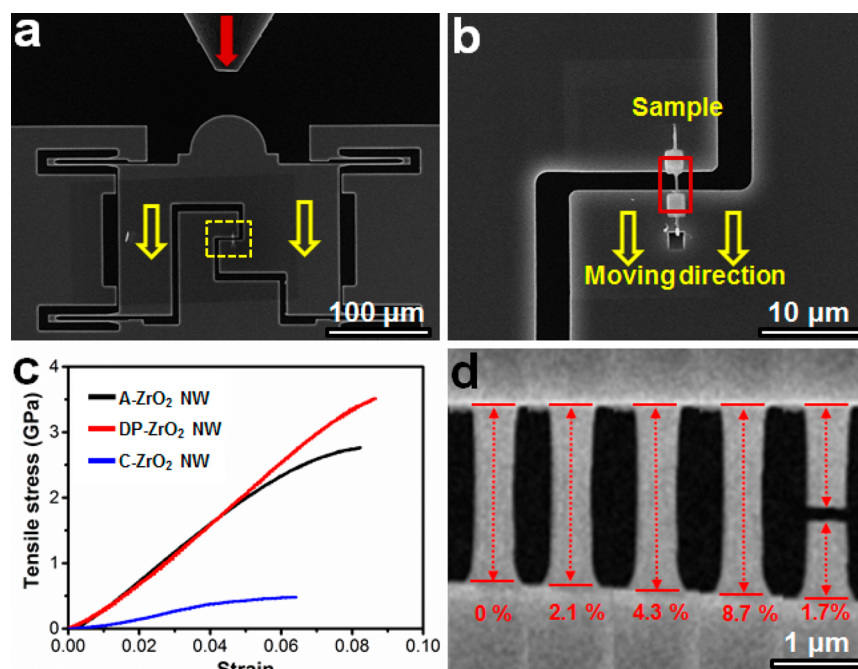 a
100 µm
b
Sample
Moving direction
10 µm
c
Tensile stress (GPa)
4
3
2
1
0
A-ZrO₂ NW
DP-ZrO₂ NW
C-ZrO₂ NW
0.00 0.02 0.04 0.06 0.08 0.10
Strain
d
0 % 2.1 % 4.3 % 8.7 % 1.7%
1 µm